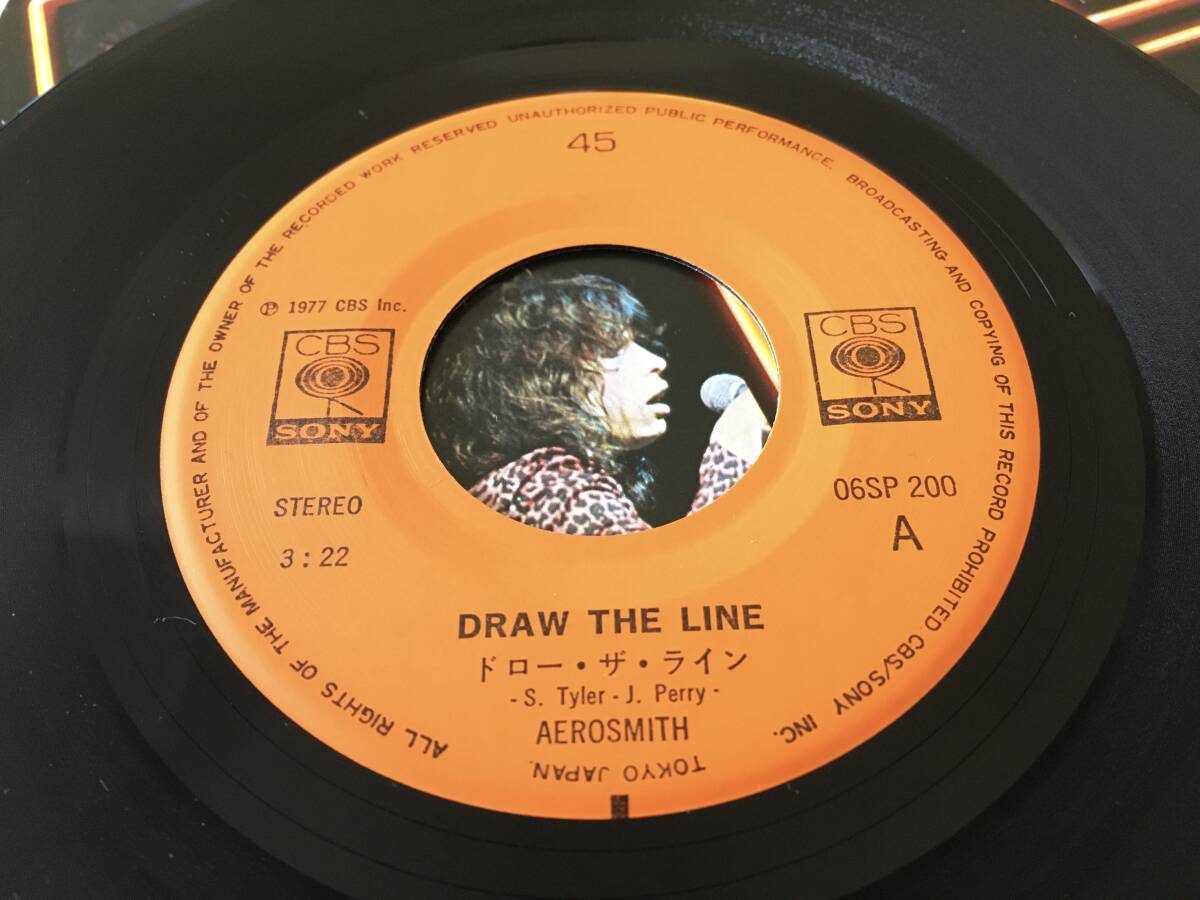 45
ALL RIGHTS OF THE MANUFACTURER AND OF THE OWNER OF THE RECORDED WORK RESERVED UNAUTHORIZED PUBLIC PERFORMANCE. BROADCASTING AND COPYING OF THIS RECORD PROHIBITED. CBS/SONY INC.
TOKYO JAPAN.
Ⓟ 1977 CBS Inc.
CBS
SONY
CBS
SONY
STEREO
3:22
06SP 200
A
DRAW THE LINE
ドロー・ザ・ライン
- S. Tyler - J. Perry -
AEROSMITH